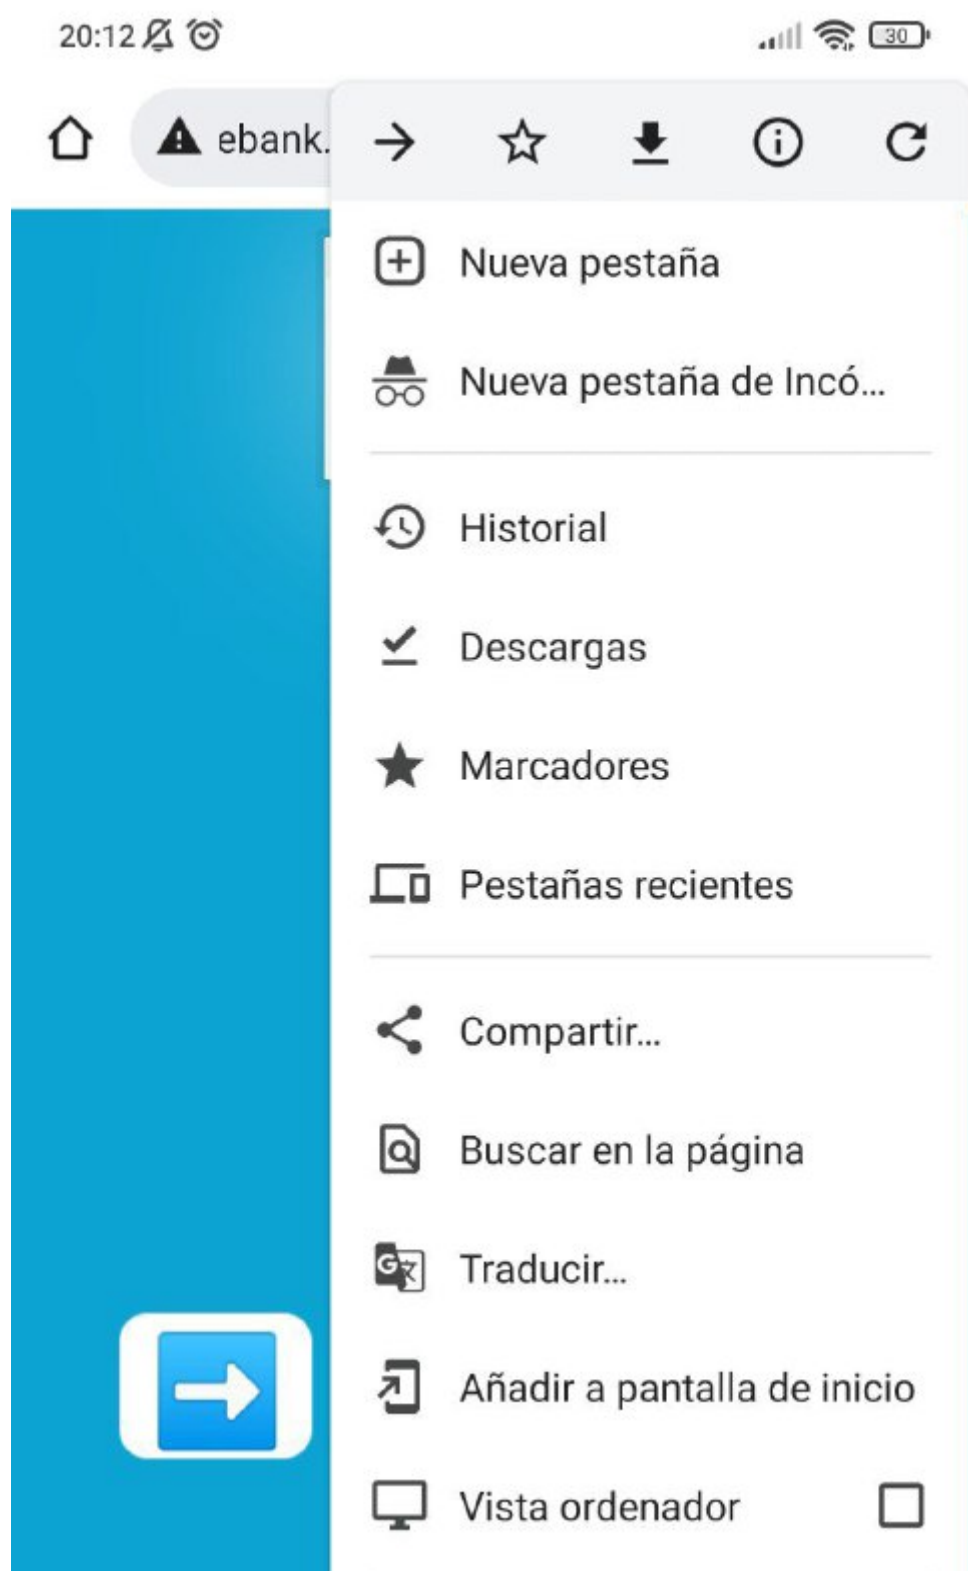 20:12
30
ebank.
Nueva pestaña
Nueva pestaña de Incó...
Historial
Descargas
Marcadores
Pestañas recientes
Compartir...
Buscar en la página
Traducir...
Añadir a pantalla de inicio
Vista ordenador